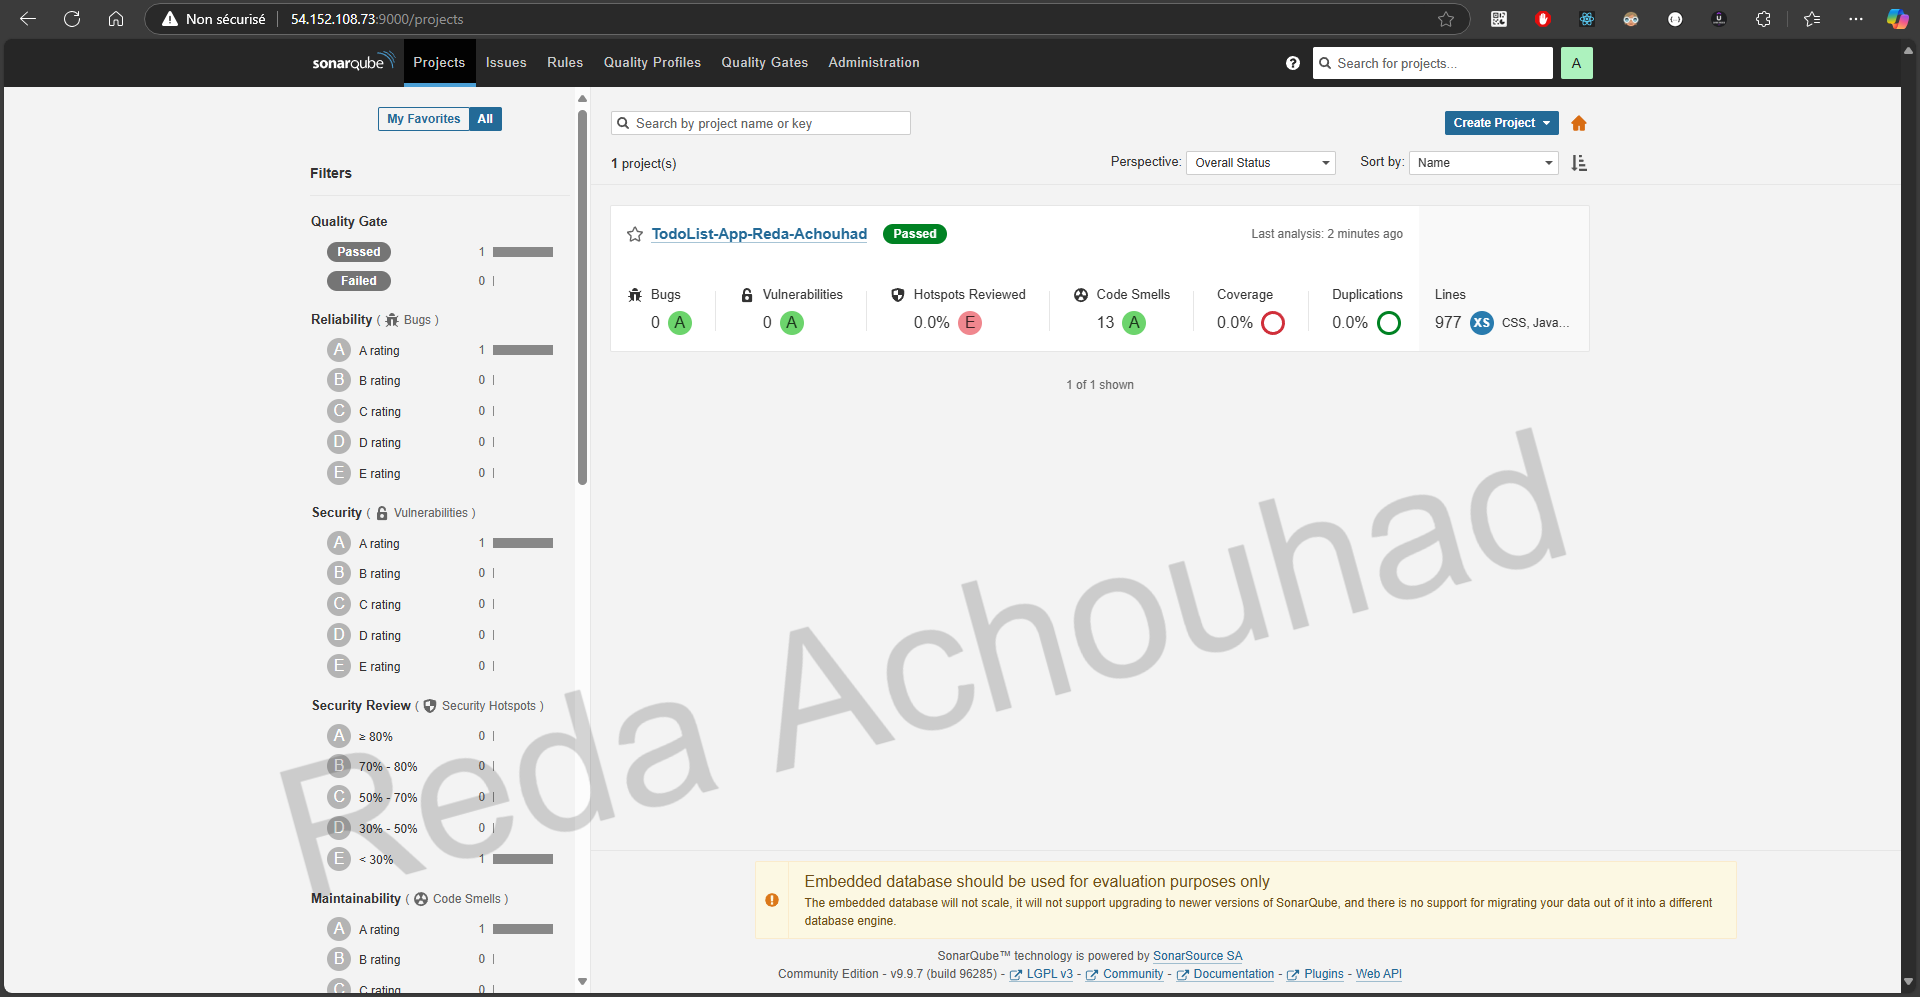 Non sécurisé 54.152.108.73:9000/projects
sonarqube Projects Issues Rules Quality Profiles Quality Gates Administration Search for projects... A
My Favorites All
Search by project name or key
Create Project
1 project(s)
Perspective: Overall Status
Sort by: Name
Filters
Quality Gate
Passed 1
Failed 0
Reliability ( Bugs )
A A rating 1
B B rating 0
C C rating 0
D D rating 0
E E rating 0
Security ( Vulnerabilities )
A A rating 1
B B rating 0
C C rating 0
D D rating 0
E E rating 0
Security Review ( Security Hotspots )
A ≥ 80% 0
B 70% - 80% 0
C 50% - 70% 0
D 30% - 50% 0
E < 30% 1
Maintainability ( Code Smells )
A A rating 1
B B rating 0
C C rating 0
TodoList-App-Reda-Achouhad Passed Last analysis: 2 minutes ago
Bugs Vulnerabilities Hotspots Reviewed Code Smells Coverage Duplications Lines
0 A 0 A 0.0% E 13 A 0.0% 0.0% 977 XS CSS, Java...
1 of 1 shown
Reda Achouhad
Embedded database should be used for evaluation purposes only
The embedded database will not scale, it will not support upgrading to newer versions of SonarQube, and there is no support for migrating your data out of it into a different
database engine.
SonarQube™ technology is powered by SonarSource SA
Community Edition - v9.9.7 (build 96285) - LGPL v3 - Community - Documentation - Plugins - Web API